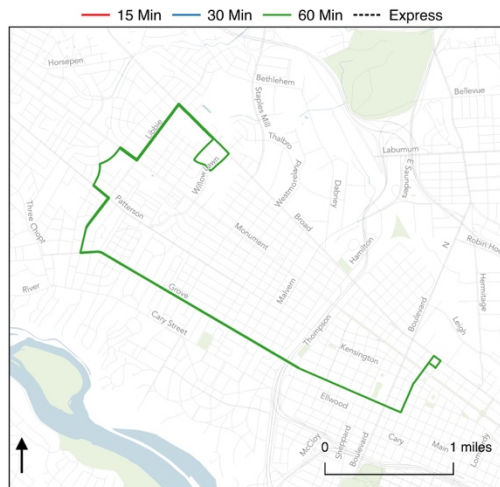 15 Min 30 Min 60 Min Express
Horsepen
Bethlehem
Staples Mill
Bellevue
Libbie
Thalbro
Laburnum
Willow Lawn
E Saunders
Westmoreland
Dabney
Patterson
Three Chopt
Broad
Monument
Hamilton
N
Robin Hoo
Hermitage
River
Malvern
Boulevard
Grove
Cary Street
Thompson
Leigh
Kensington
Ellwood
0 1 miles
McCloy
Sheppard
Boulevard
Cary
Main
Lombardy